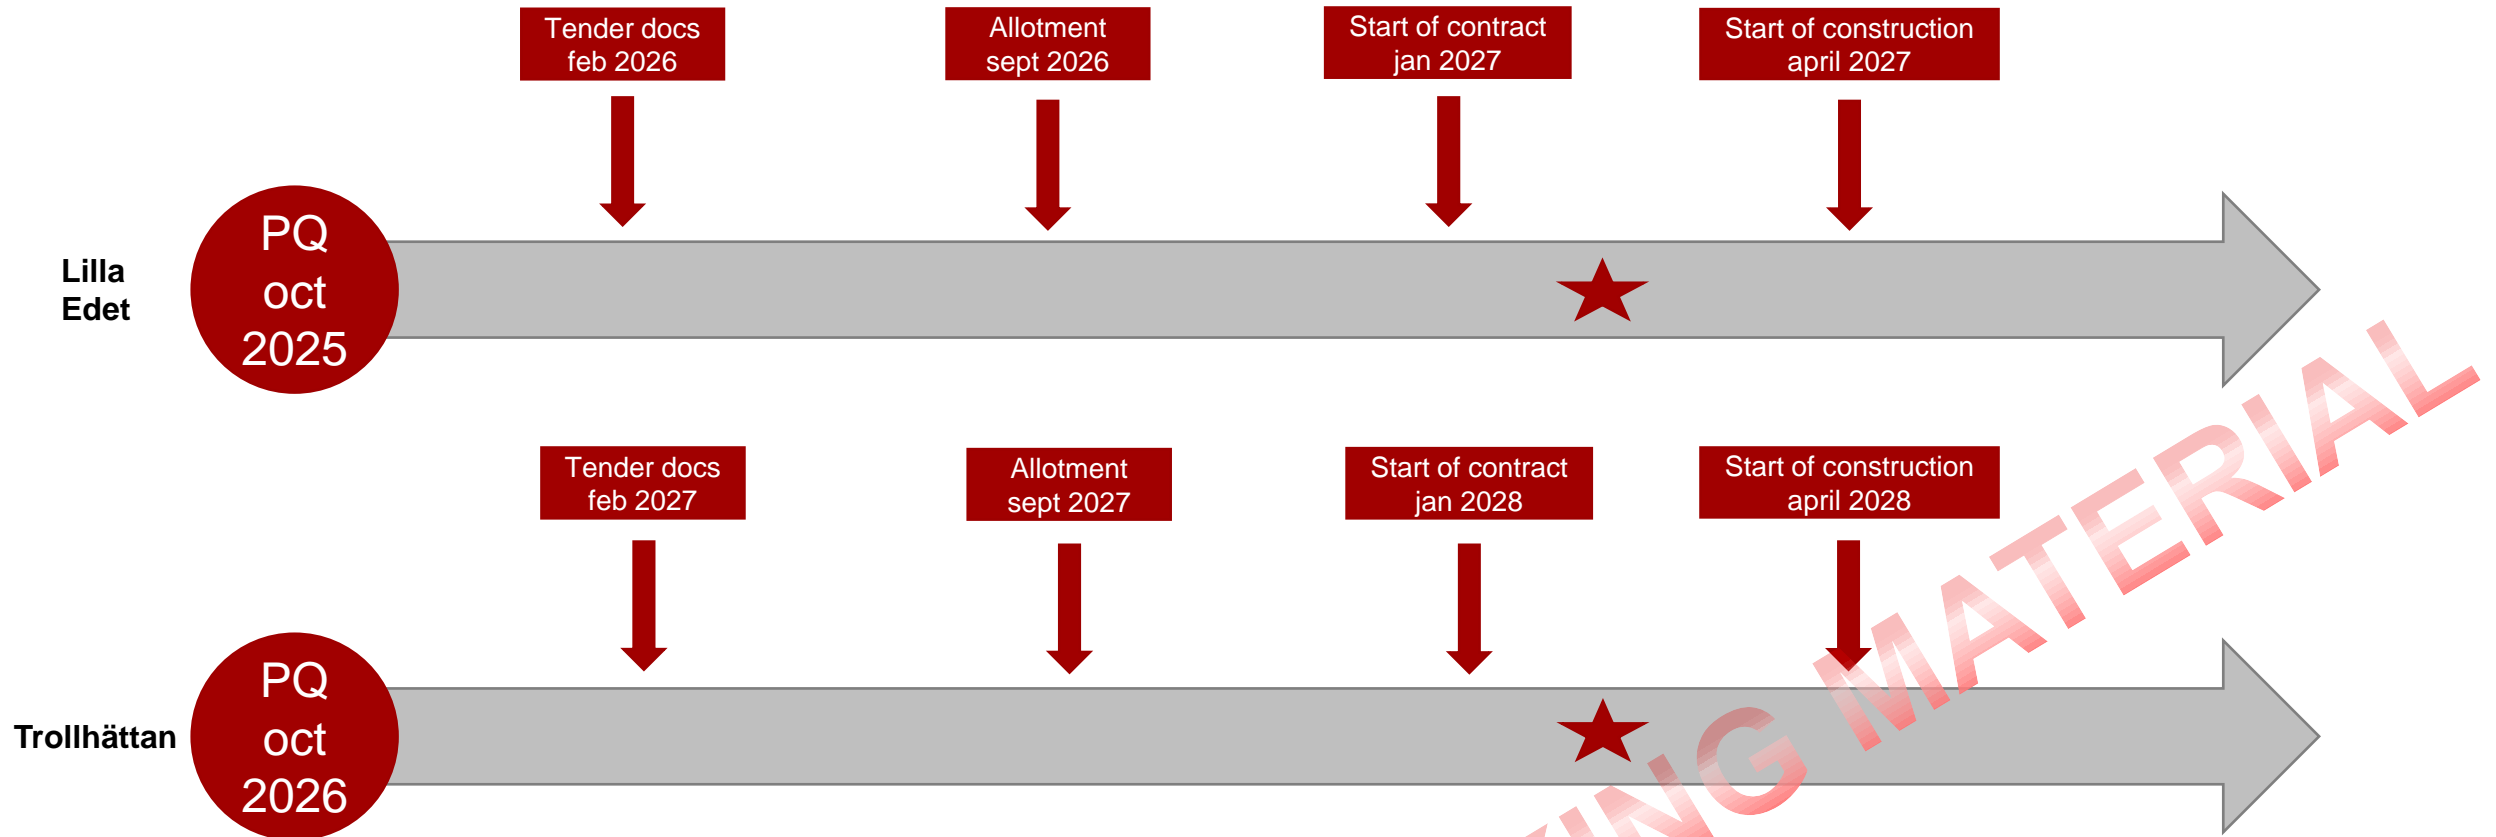 Tender docs
feb 2026
Allotment
sept 2026
Start of contract
jan 2027
Start of construction
april 2027
Lilla
Edet
PQ
oct
2025
Tender docs
feb 2027
Allotment
sept 2027
Start of contract
jan 2028
Start of construction
april 2028
Trollhättan
PQ
oct
2026
MATERIAL